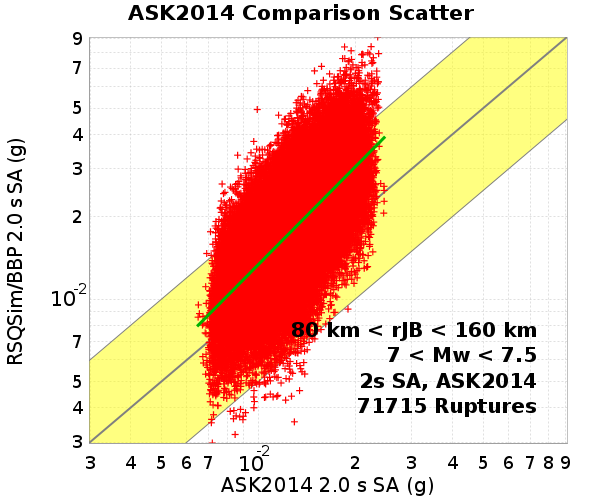 ASK2014 Comparison Scatter
RSQSim/BBP 2.0 s SA (g)
9
7
5
4
3
2
10-2
7
5
4
3
80 km < rJB < 160 km
7 < Mw < 7.5
2s SA, ASK2014
71715 Ruptures
3 4 5 6 7 10-2 2 3 4 5 6 7 8 9
ASK2014 2.0 s SA (g)